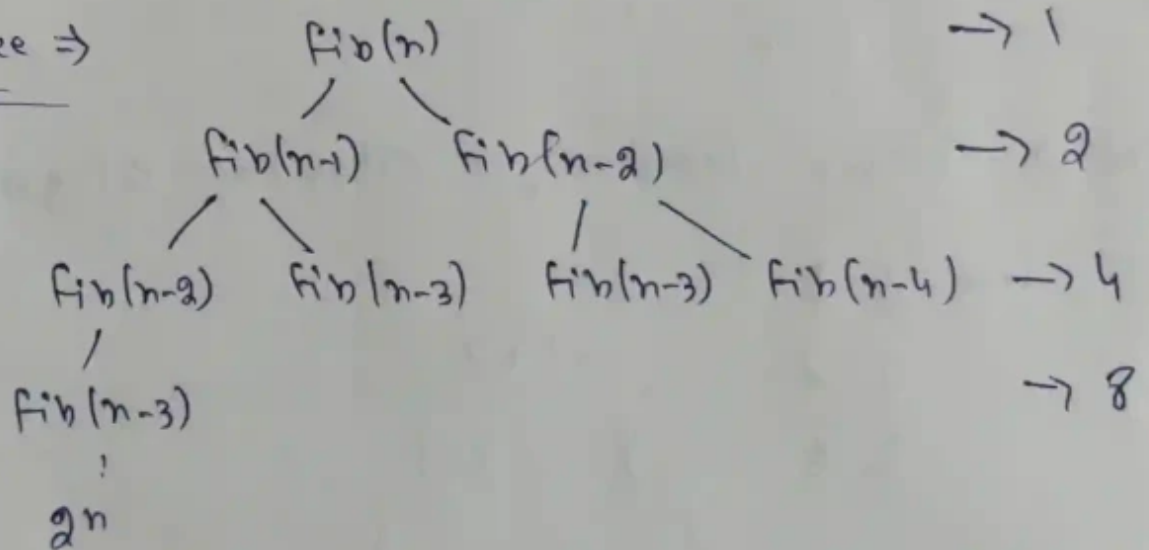 ee ⇒ fib(n) → 1
fib(n-1) fib(n-2) → 2
fib(n-2) fib(n-3) fib(n-3) fib(n-4) → 4
fib(n-3) → 8
2n